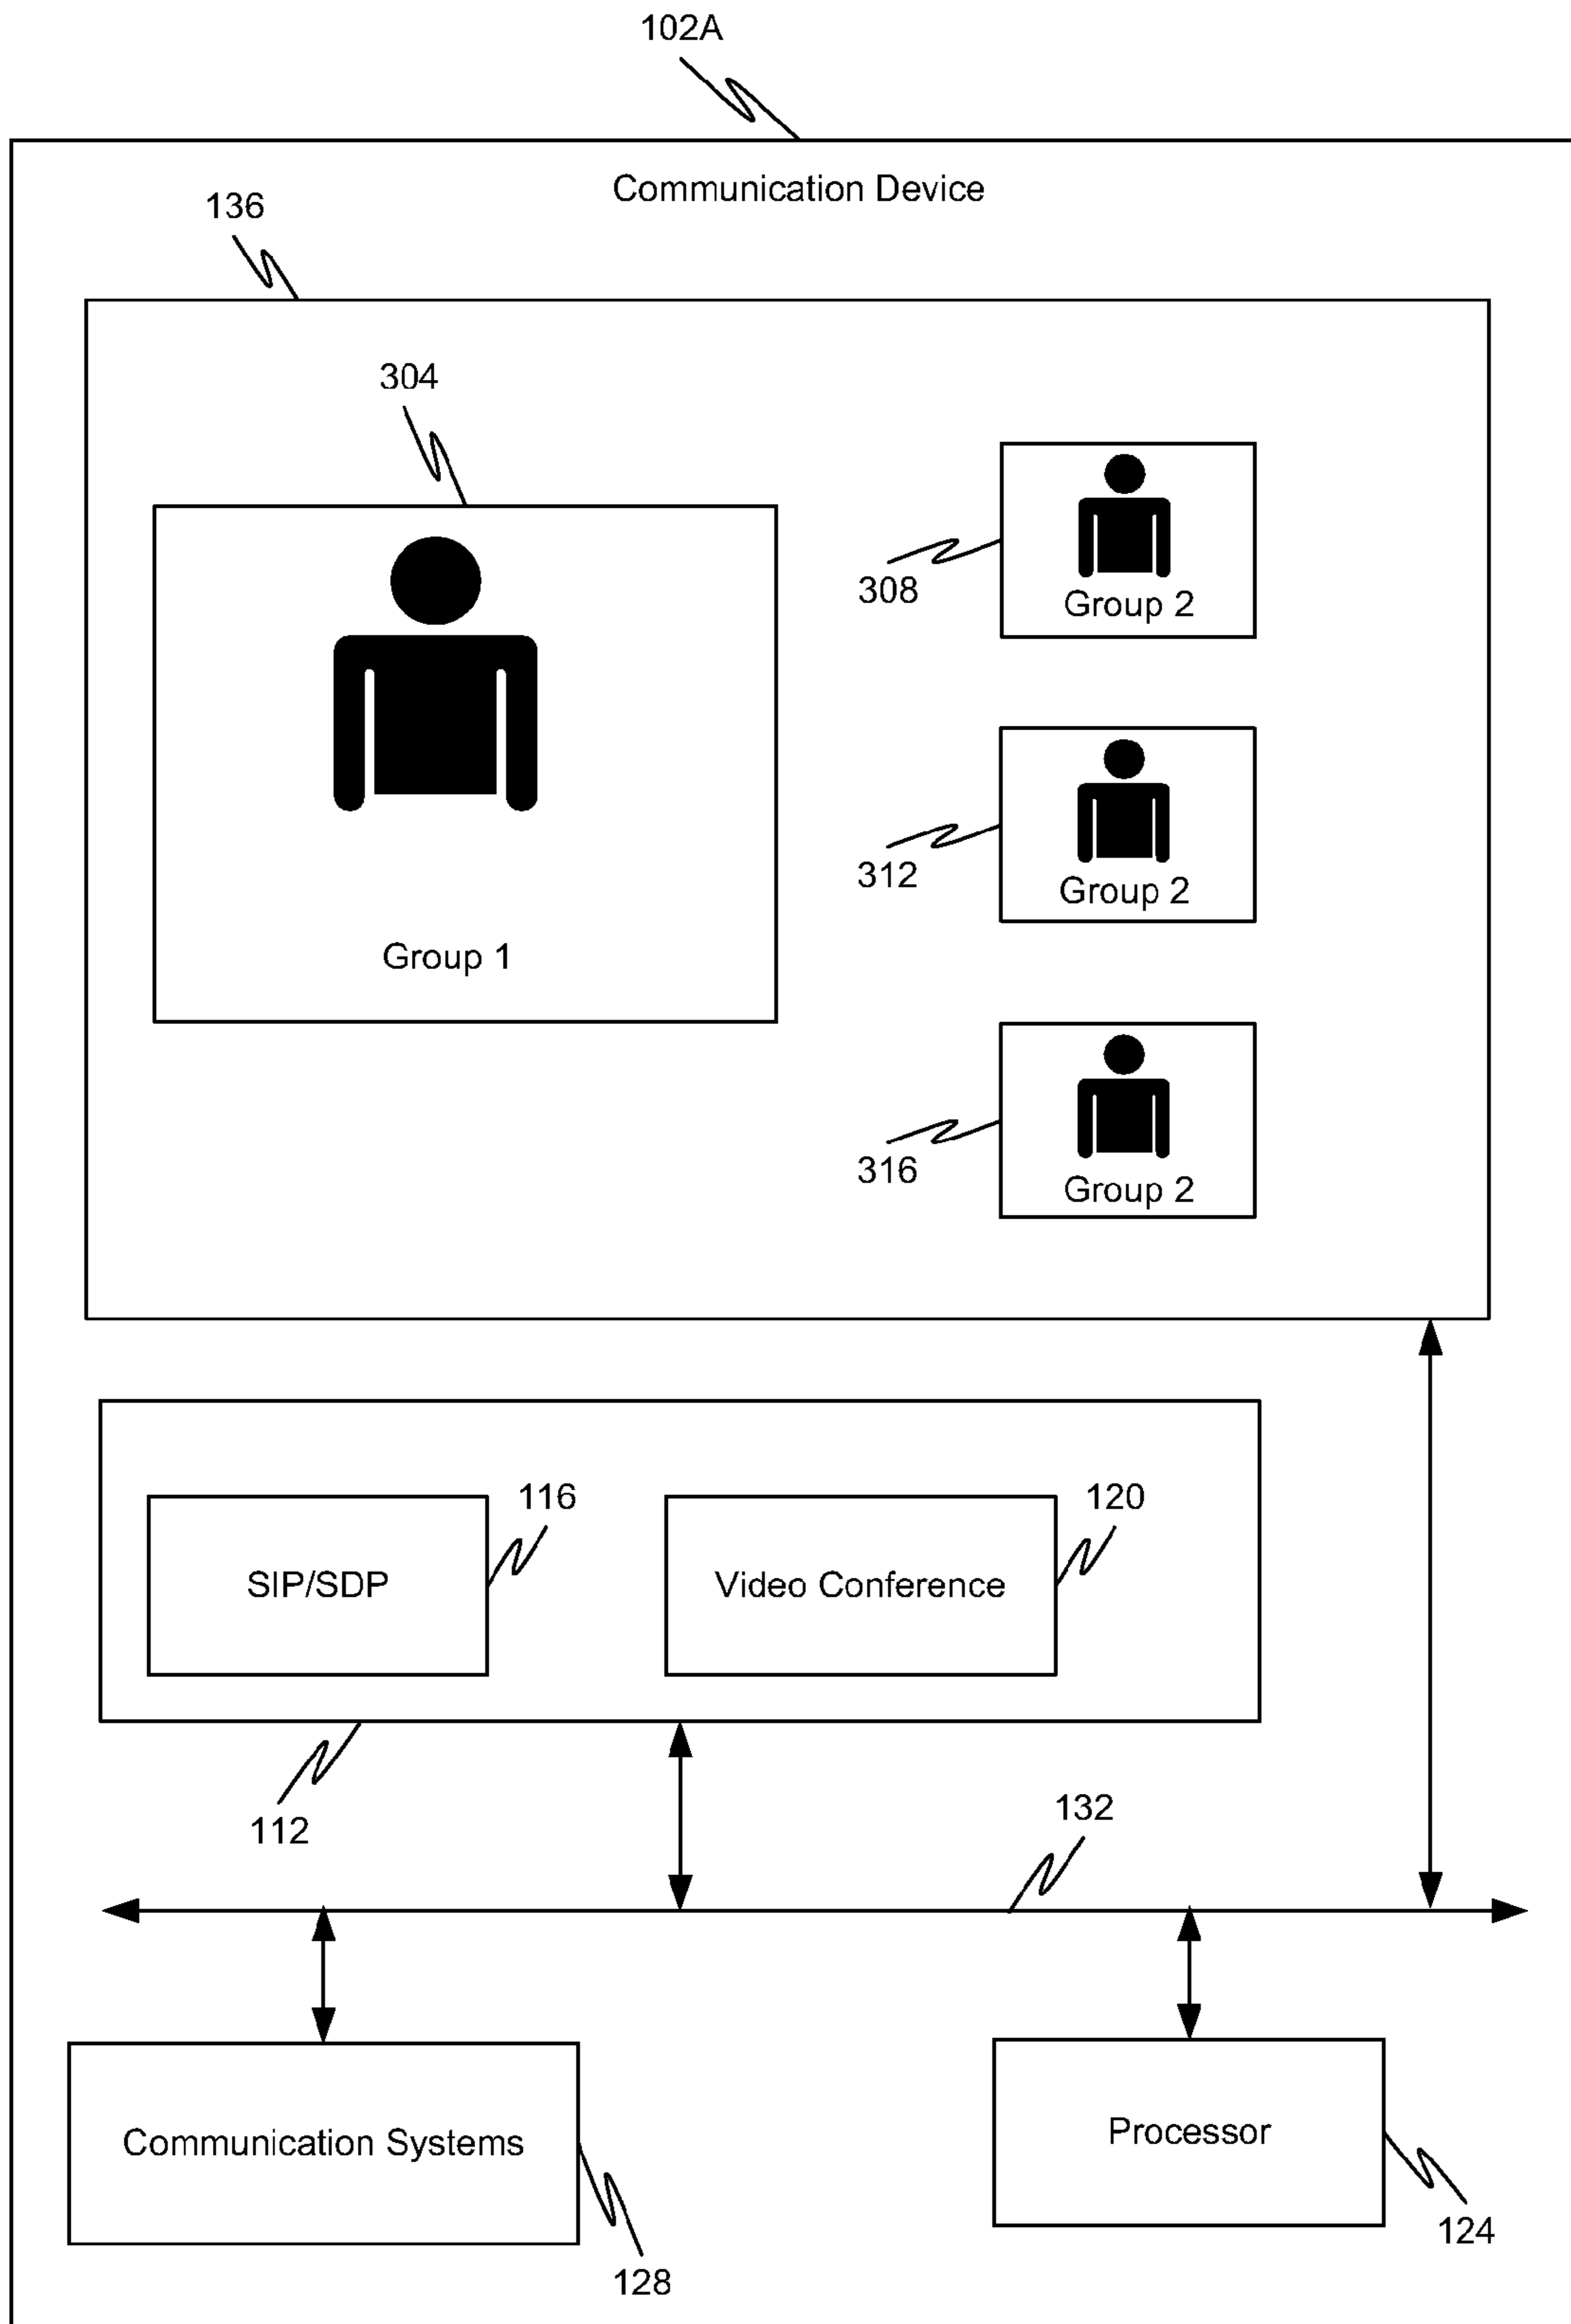 102A
Communication Device
136
304
308
Group 2
312
Group 2
Group 1
316
Group 2
116
120
SIP/SDP
Video Conference
112
132
Communication Systems
Processor
128
124